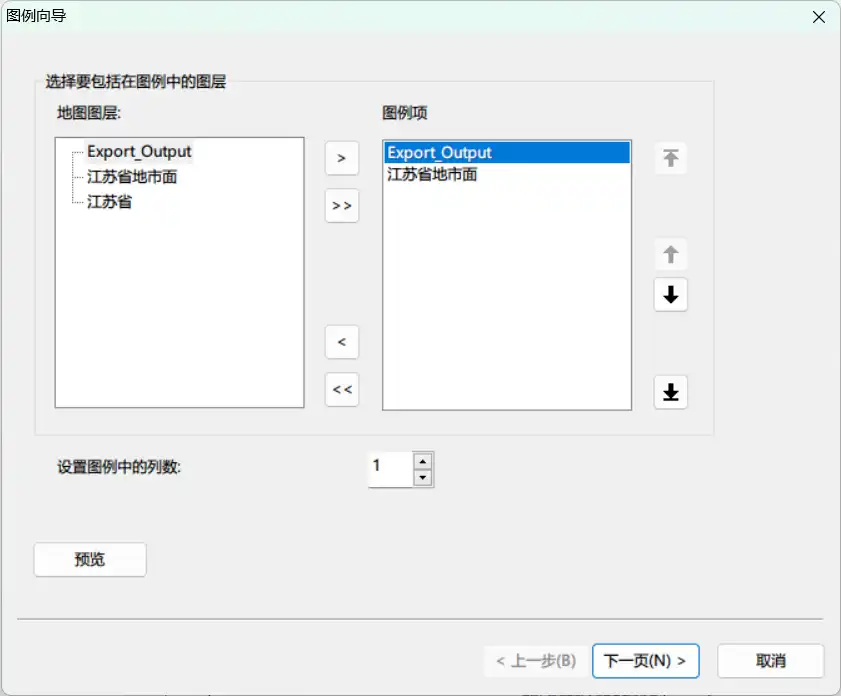 图例向导
选择要包括在图例中的图层
地图图层:
图例项
Export_Output
江苏省地市面
江苏省
>
>>
<
<<
Export_Output
江苏省地市面
设置图例中的列数:
1
预览
< 上一步(B)
下一页(N) >
取消